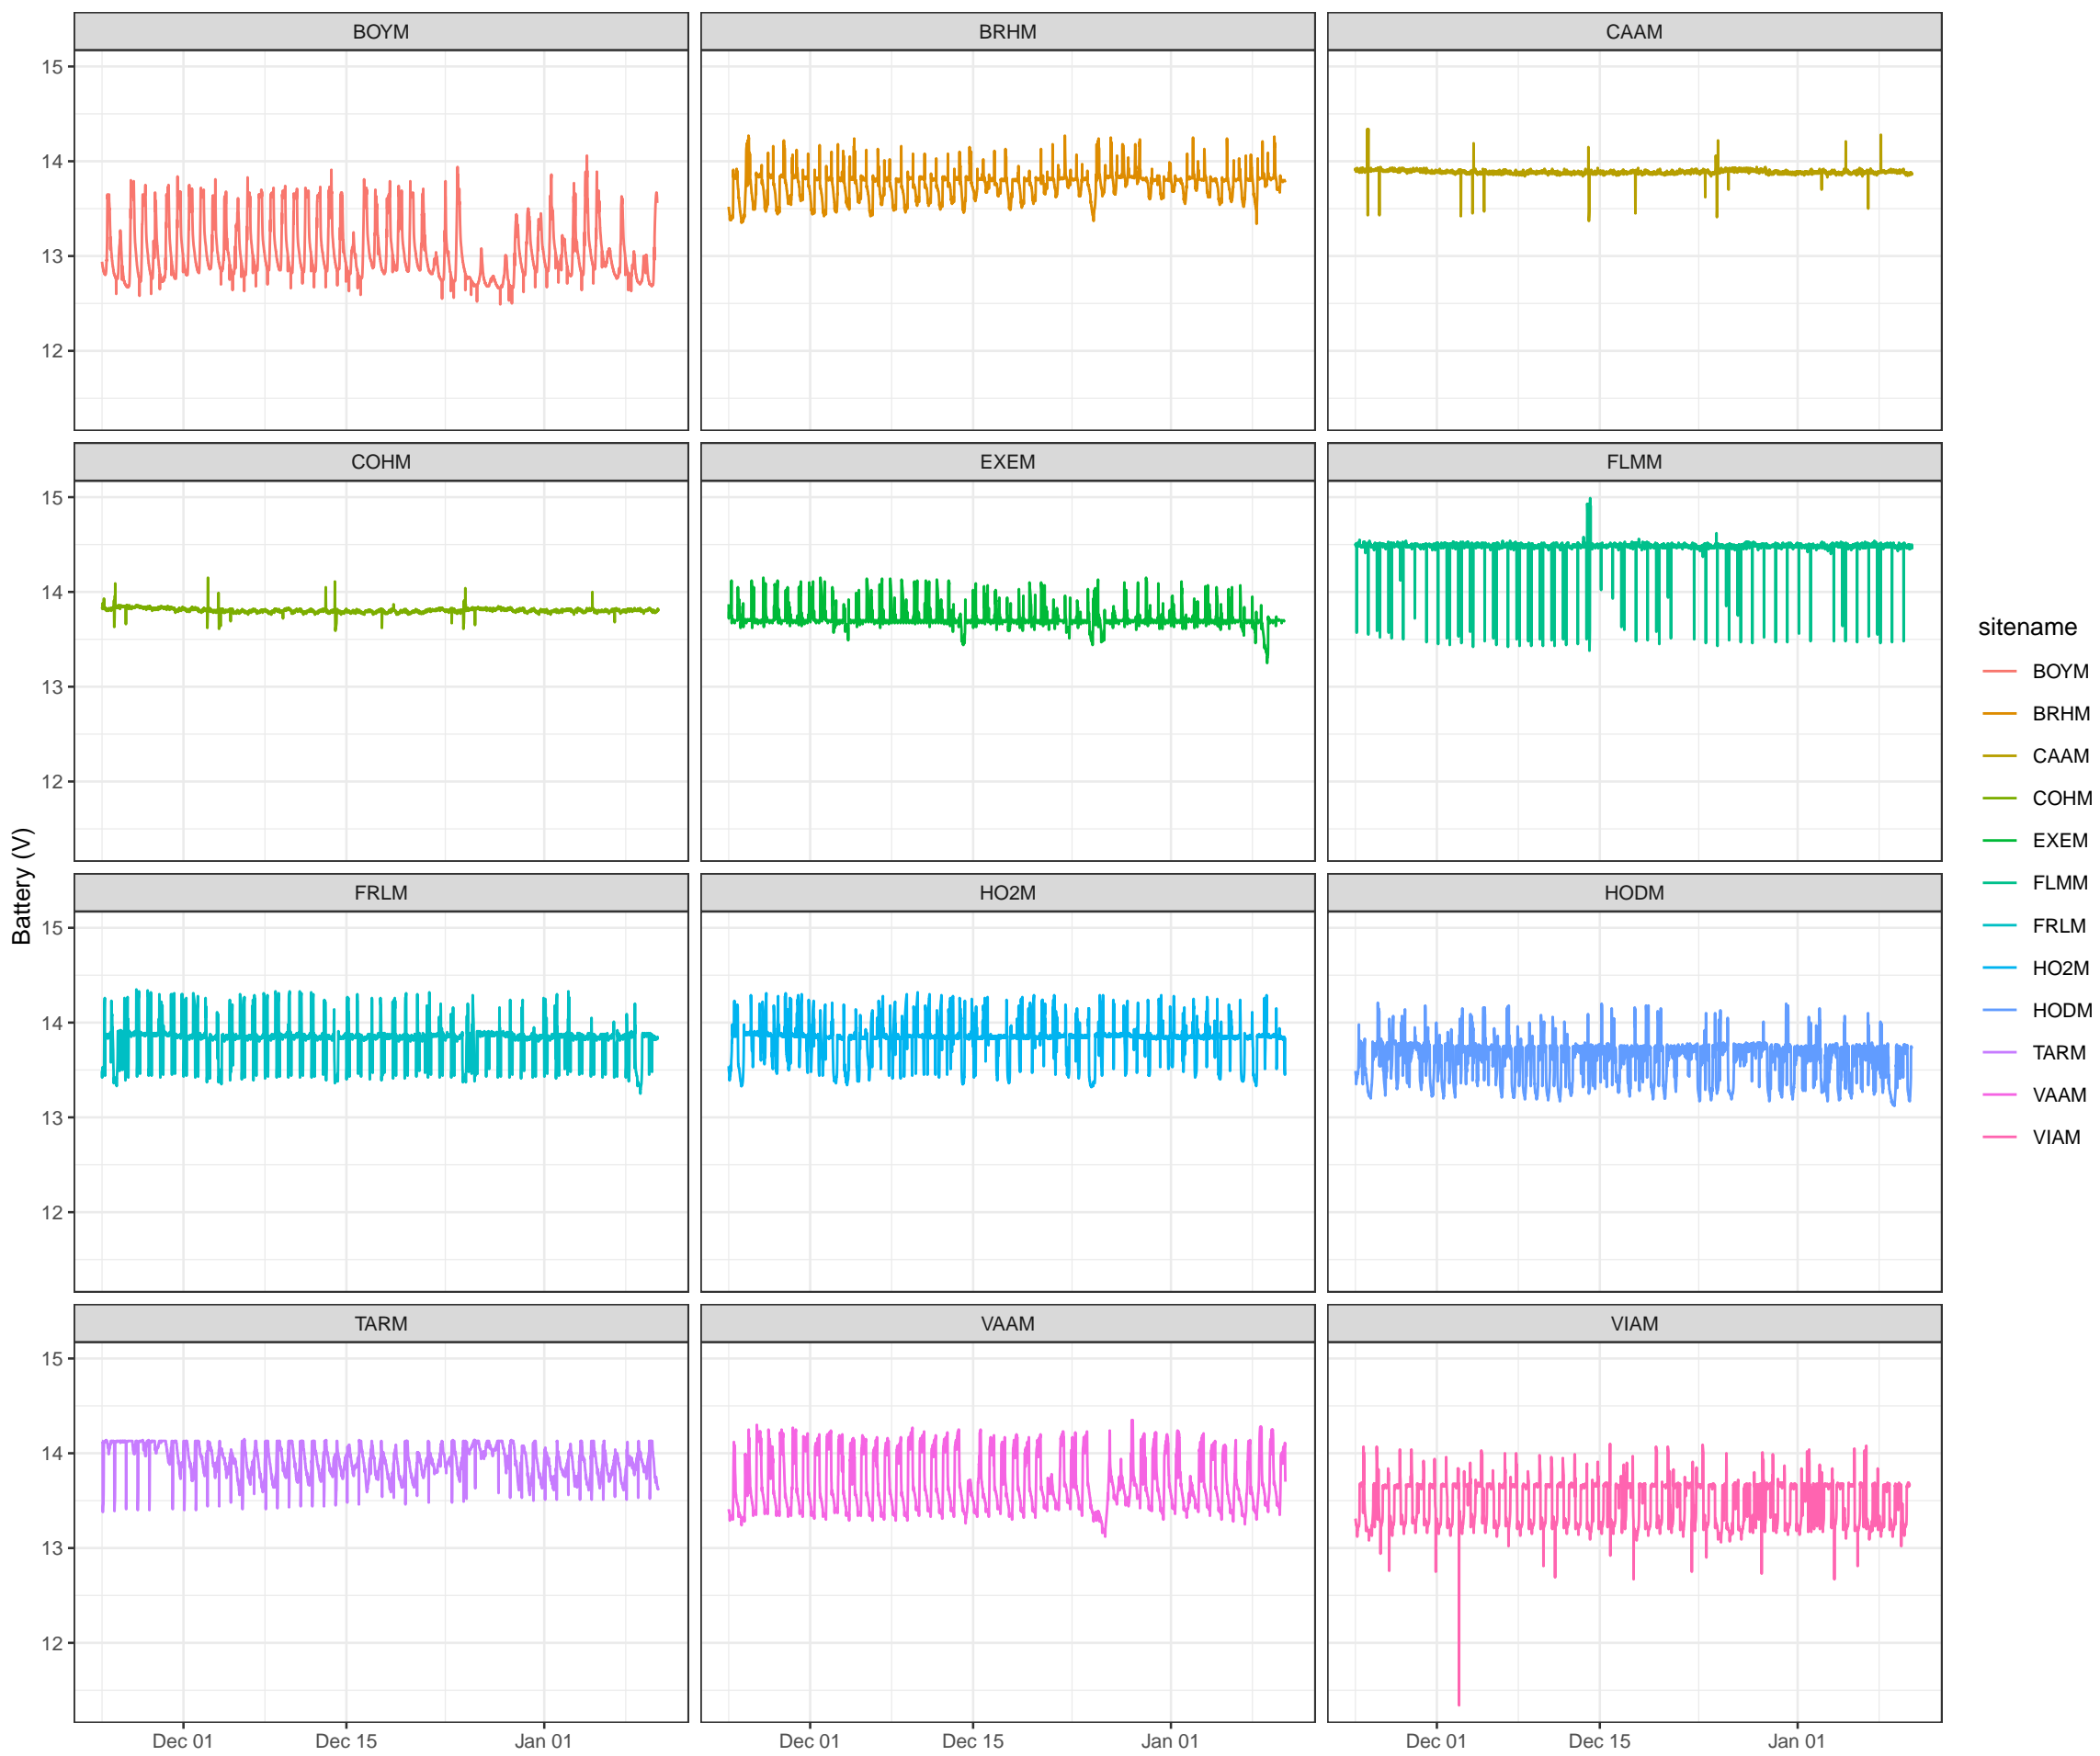 BOYM BRHM CAAM
15
14
13
12
COHM EXEM FLMM
15
14
13
12
FRLM HO2M HODM
15
14
13
12
TARM VAAM VIAM
15
14
13
12
Dec 01 Dec 15 Jan 01 Dec 01 Dec 15 Jan 01 Dec 01 Dec 15 Jan 01
Battery (V)
sitename
BOYM
BRHM
CAAM
COHM
EXEM
FLMM
FRLM
HO2M
HODM
TARM
VAAM
VIAM